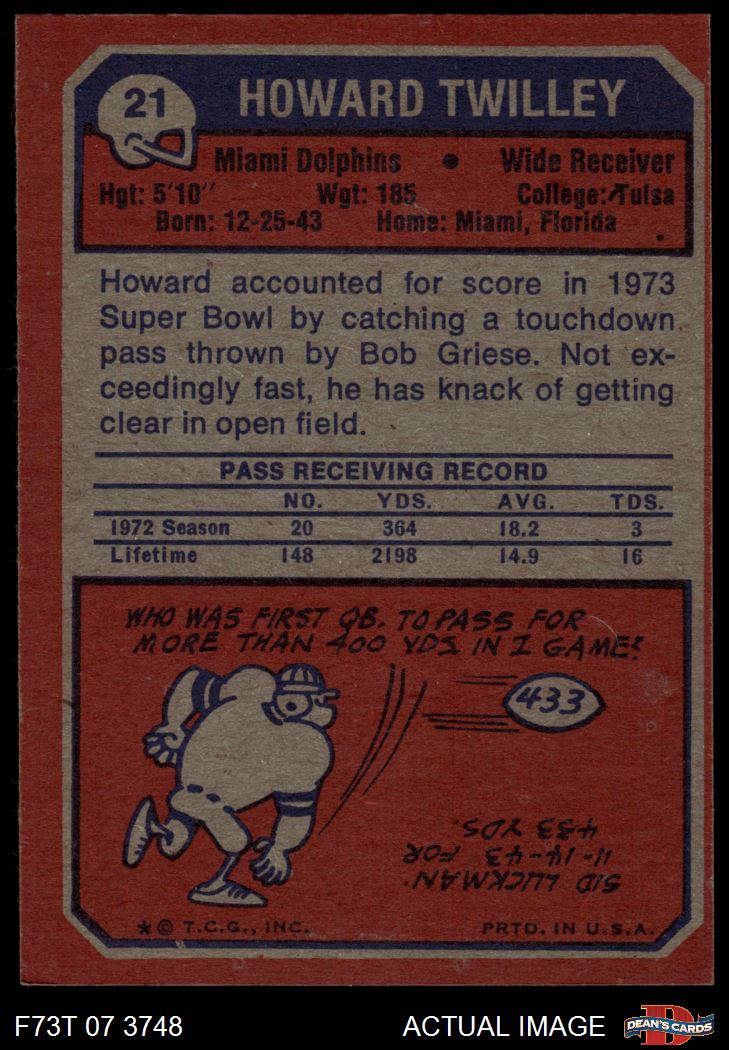 21 HOWARD TWILLEY
Miami Dolphins • Wide Receiver
Hgt: 5'10" Wgt: 185 College: Tulsa
Born: 12-25-43 Home: Miami, Florida
Howard accounted for score in 1973
Super Bowl by catching a touchdown
pass thrown by Bob Griese. Not ex-
ceedingly fast, he has knack of getting
clear in open field.
PASS RECEIVING RECORD
NO. YDS. AVG. TDS.
1972 Season 20 364 18.2 3
Lifetime 148 2198 14.9 16
WHO WAS FIRST QB. TO PASS FOR
MORE THAN 400 YDS. IN 1 GAME?
433
SID LUCKMAN.
11-14-43 FOR
433 YDS.
* © T.C.G., INC. PRTD. IN U.S.A.
F73T 07 3748 ACTUAL IMAGE D DEAN'S CARDS